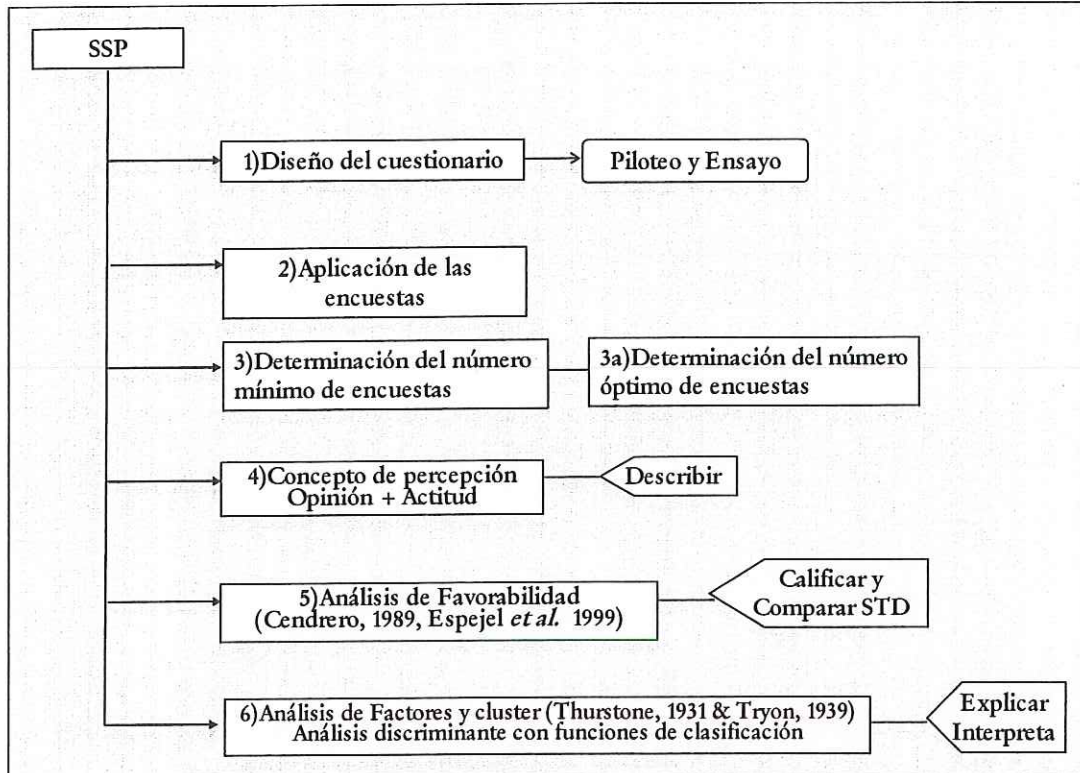 SSP
1)Diseño del cuestionario
Piloteo y Ensayo
2)Aplicación de las
encuestas
3)Determinación del número
mínimo de encuestas
3a)Determinación del número
óptimo de encuestas
4)Concepto de percepción
Opinión + Actitud
Describir
5)Análisis de Favorabilidad
(Cendrero, 1989, Espejel et al. 1999)
Calificar y
Comparar STD
6)Análisis de Factores y cluster (Thurstone, 1931 & Tryon, 1939)
Análisis discriminante con funciones de clasificación
Explicar
Interpreta